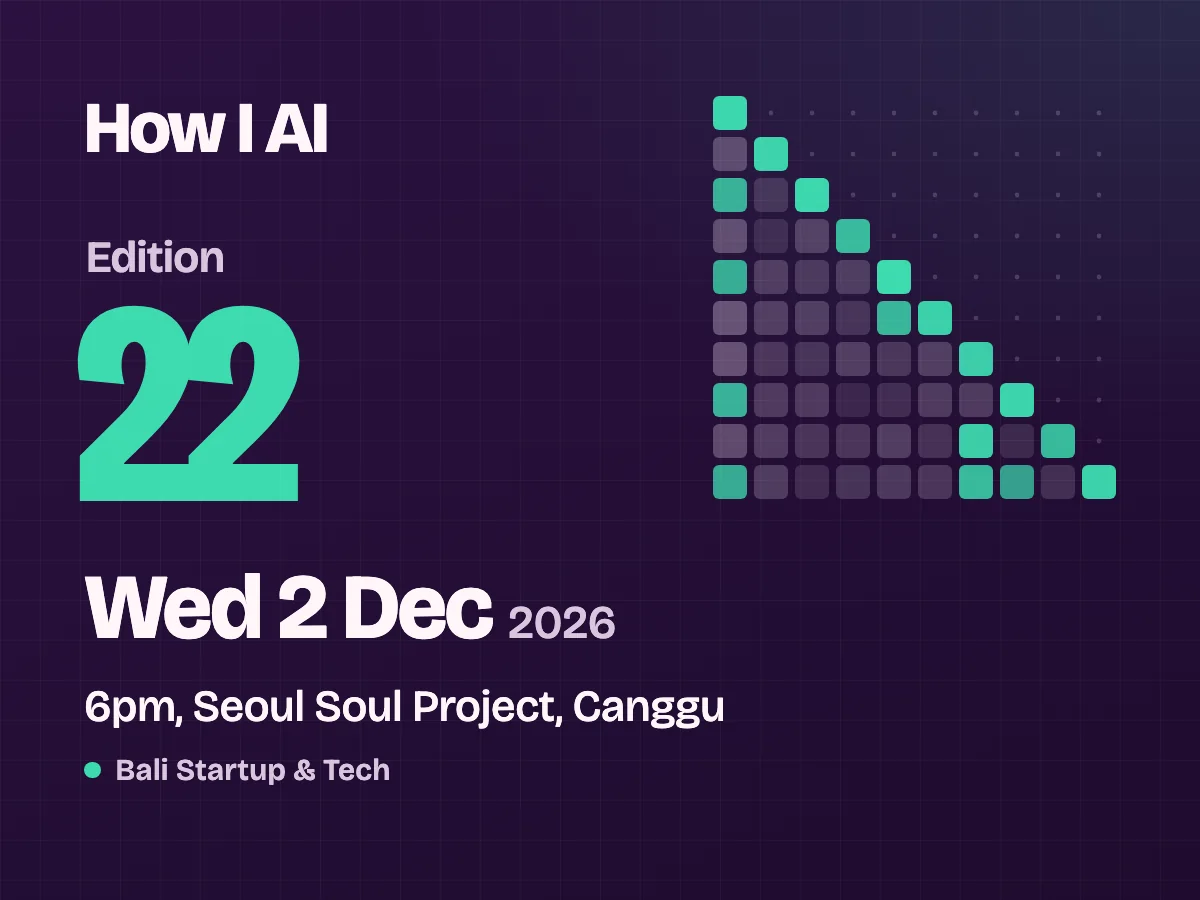 How I AI
Edition
22
Wed 2 Dec 2026
6pm, Seoul Soul Project, Canggu
Bali Startup & Tech